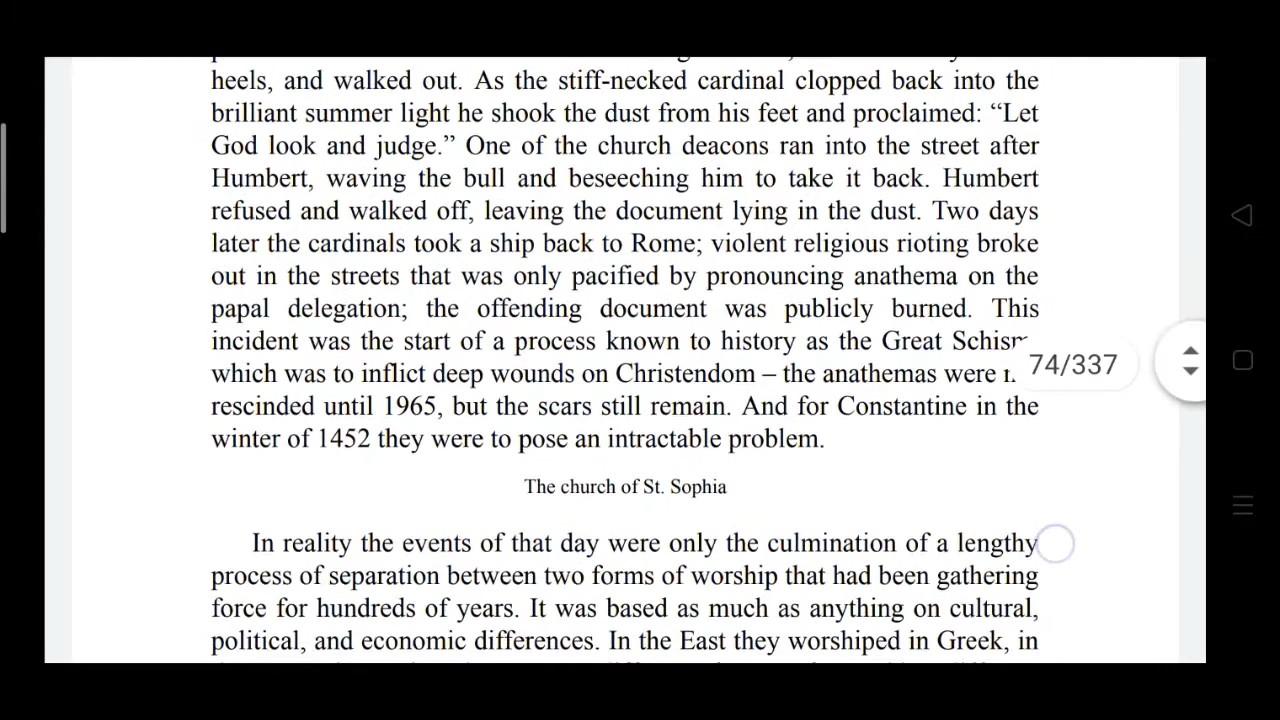 heels, and walked out. As the stiff-necked cardinal clopped back into the
brilliant summer light he shook the dust from his feet and proclaimed: “Let
God look and judge.” One of the church deacons ran into the street after
Humbert, waving the bull and beseeching him to take it back. Humbert
refused and walked off, leaving the document lying in the dust. Two days
later the cardinals took a ship back to Rome; violent religious rioting broke
out in the streets that was only pacified by pronouncing anathema on the
papal delegation; the offending document was publicly burned. This
incident was the start of a process known to history as the Great Schism
which was to inflict deep wounds on Christendom – the anathemas were
74/337
rescinded until 1965, but the scars still remain. And for Constantine in the
winter of 1452 they were to pose an intractable problem.
The church of St. Sophia
In reality the events of that day were only the culmination of a lengthy
process of separation between two forms of worship that had been gathering
force for hundreds of years. It was based as much as anything on cultural,
political, and economic differences. In the East they worshiped in Greek, in